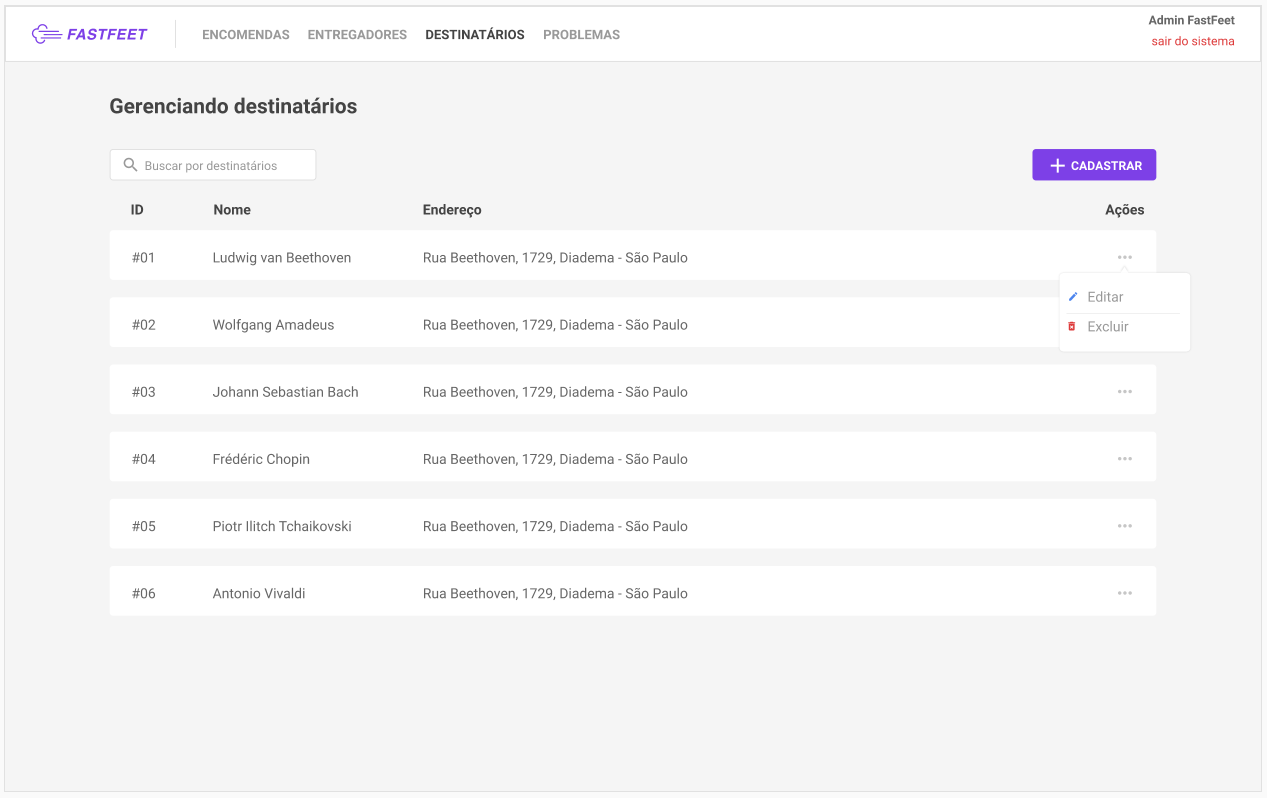 FASTFEET ENCOMENDAS ENTREGADORES DESTINATÁRIOS PROBLEMAS Admin FastFeet
sair do sistema
Gerenciando destinatários
Buscar por destinatários CADASTRAR
ID Nome Endereço Ações
#01 Ludwig van Beethoven Rua Beethoven, 1729, Diadema - São Paulo
Editar
#02 Wolfgang Amadeus Rua Beethoven, 1729, Diadema - São Paulo
Excluir
#03 Johann Sebastian Bach Rua Beethoven, 1729, Diadema - São Paulo
#04 Frédéric Chopin Rua Beethoven, 1729, Diadema - São Paulo
#05 Piotr Ilitch Tchaikovski Rua Beethoven, 1729, Diadema - São Paulo
#06 Antonio Vivaldi Rua Beethoven, 1729, Diadema - São Paulo